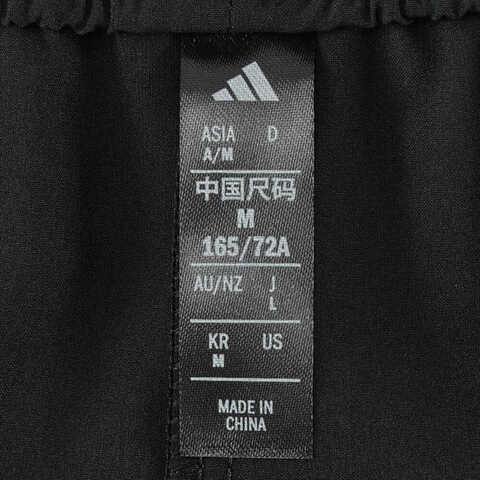 ASIA D
A/M
中国尺码
M
165/72A
AU/NZ J
L
KR US
M
MADE IN
CHINA